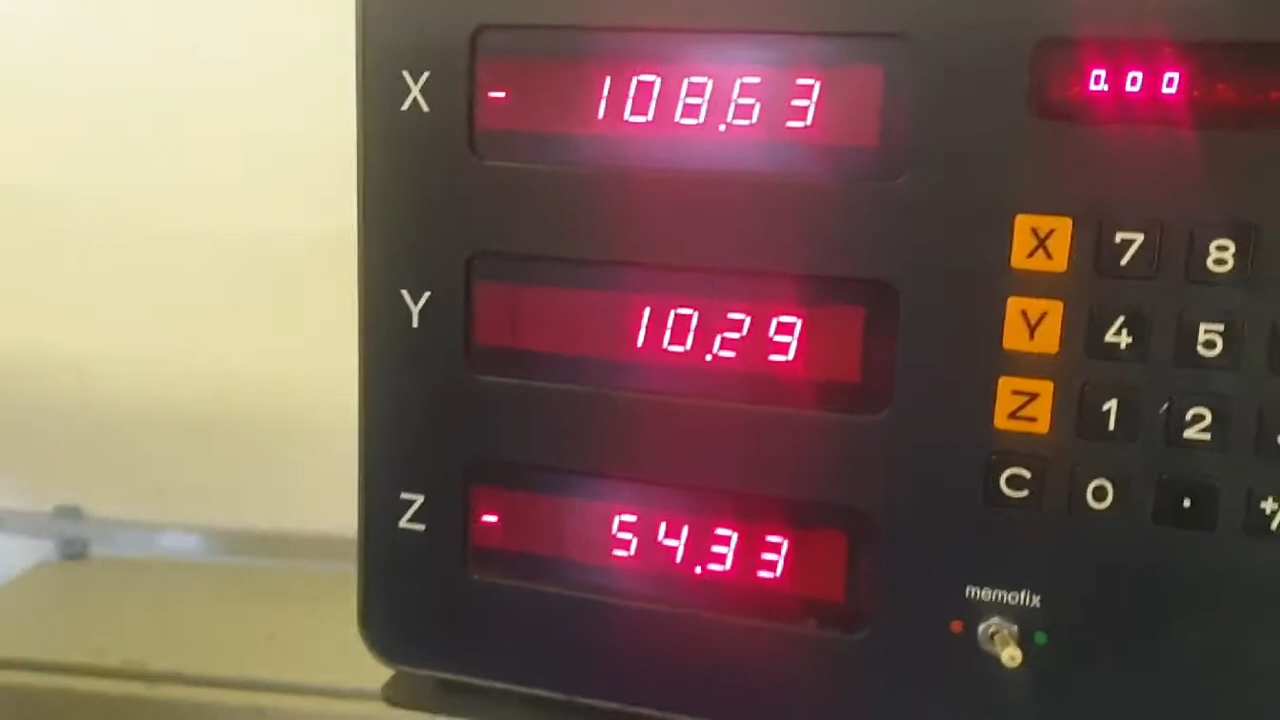 X - 108.63
0.00
X 7 8
Y 10.29
Y 4 5
Z 1 2
Z - 54.33
C 0 .
memofix